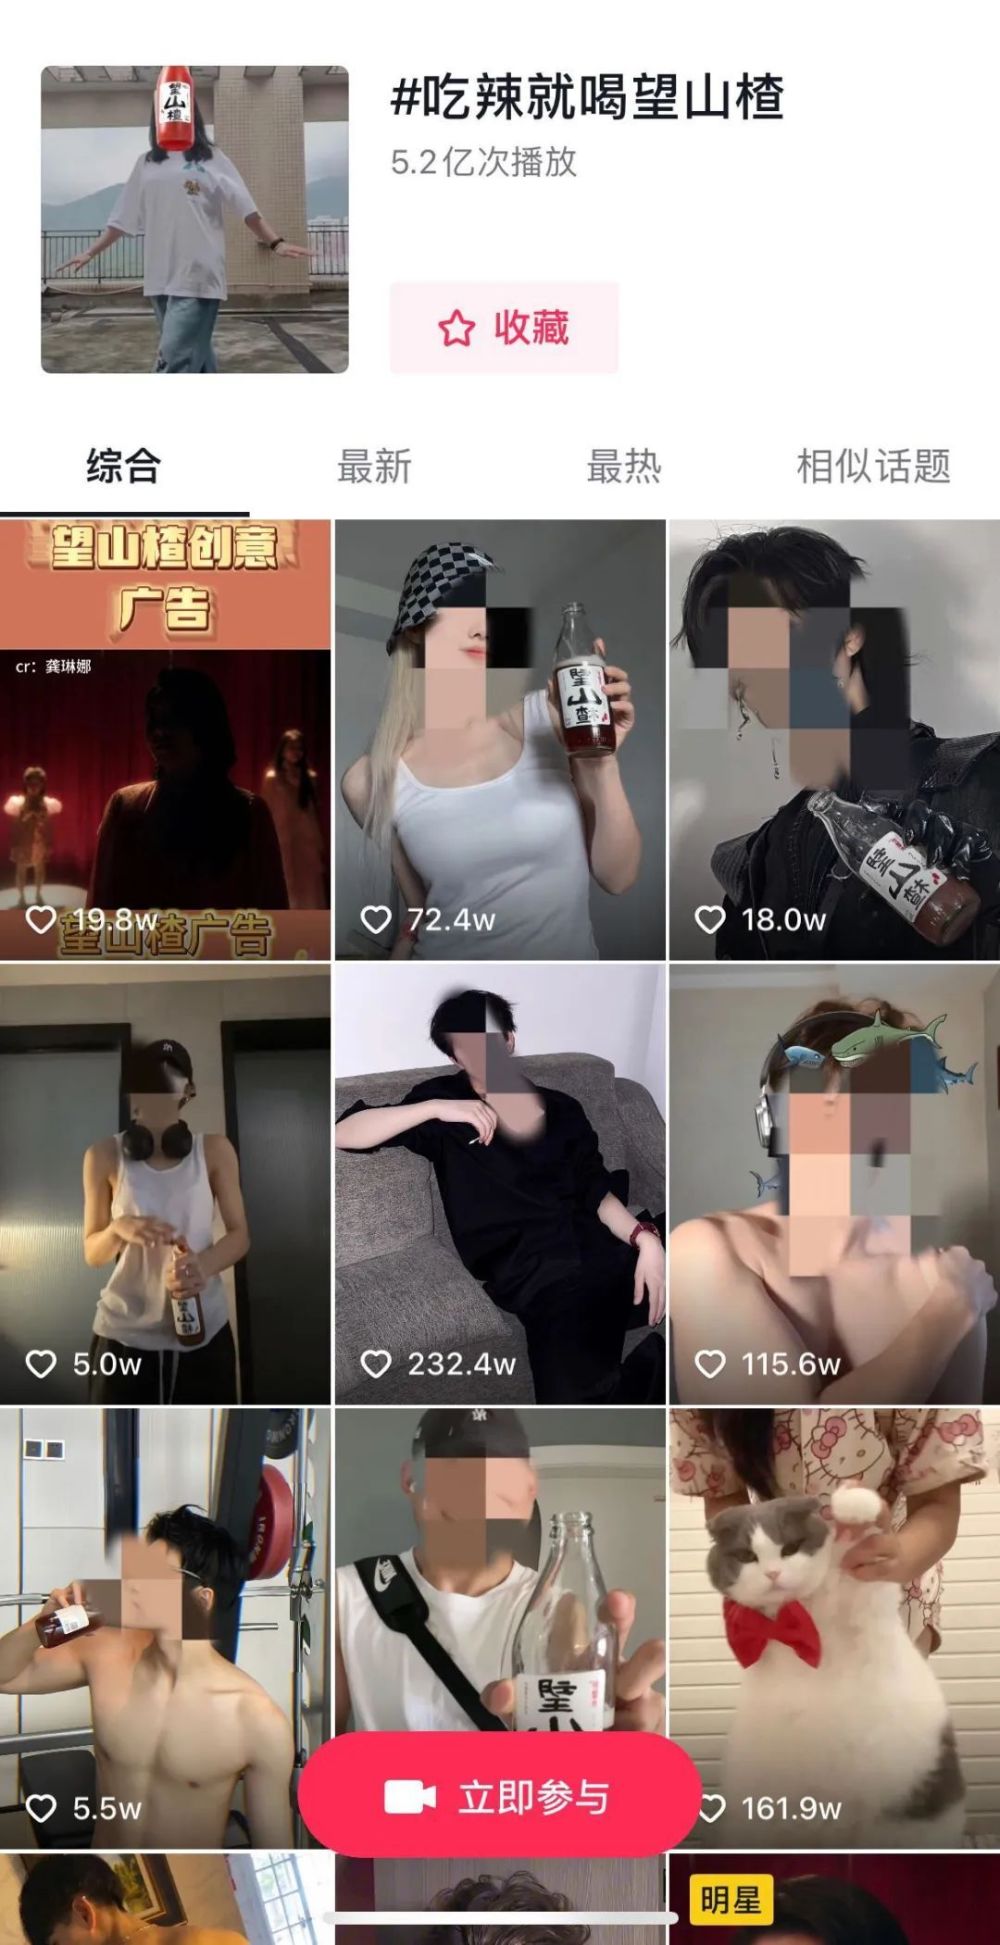 望山楂
#吃辣就喝望山楂
5.2亿次播放
收藏
综合
最新
最热
相似话题
望山楂创意
广告
cr：龚琳娜
望山楂广告
19.8w
望山楂
72.4w
望山楂
18.0w
5.0w
232.4w
115.6w
5.5w
望山
立即参与
161.9w
明星